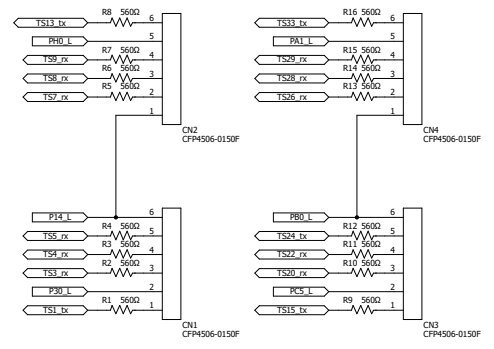 R8 560Ω 6
TS13_tx
PH0_L 5
R7 560Ω 4
TS9_rx
R6 560Ω 3
TS8_rx
R5 560Ω 2
TS7_rx
1
CN2
CFP4506-0150F
R16 560Ω 6
TS33_tx
PA1_L 5
R15 560Ω 4
TS29_rx
R14 560Ω 3
TS28_rx
R13 560Ω 2
TS26_rx
1
CN4
CFP4506-0150F
P14_L 6
R4 560Ω 5
TS5_rx
R3 560Ω 4
TS4_rx
R2 560Ω 3
TS3_rx
P30_L 2
R1 560Ω 1
TS1_tx
CN1
CFP4506-0150F
PB0_L 6
R12 560Ω 5
TS24_tx
R11 560Ω 4
TS22_rx
R10 560Ω 3
TS20_rx
PC5_L 2
R9 560Ω 1
TS15_tx
CN3
CFP4506-0150F